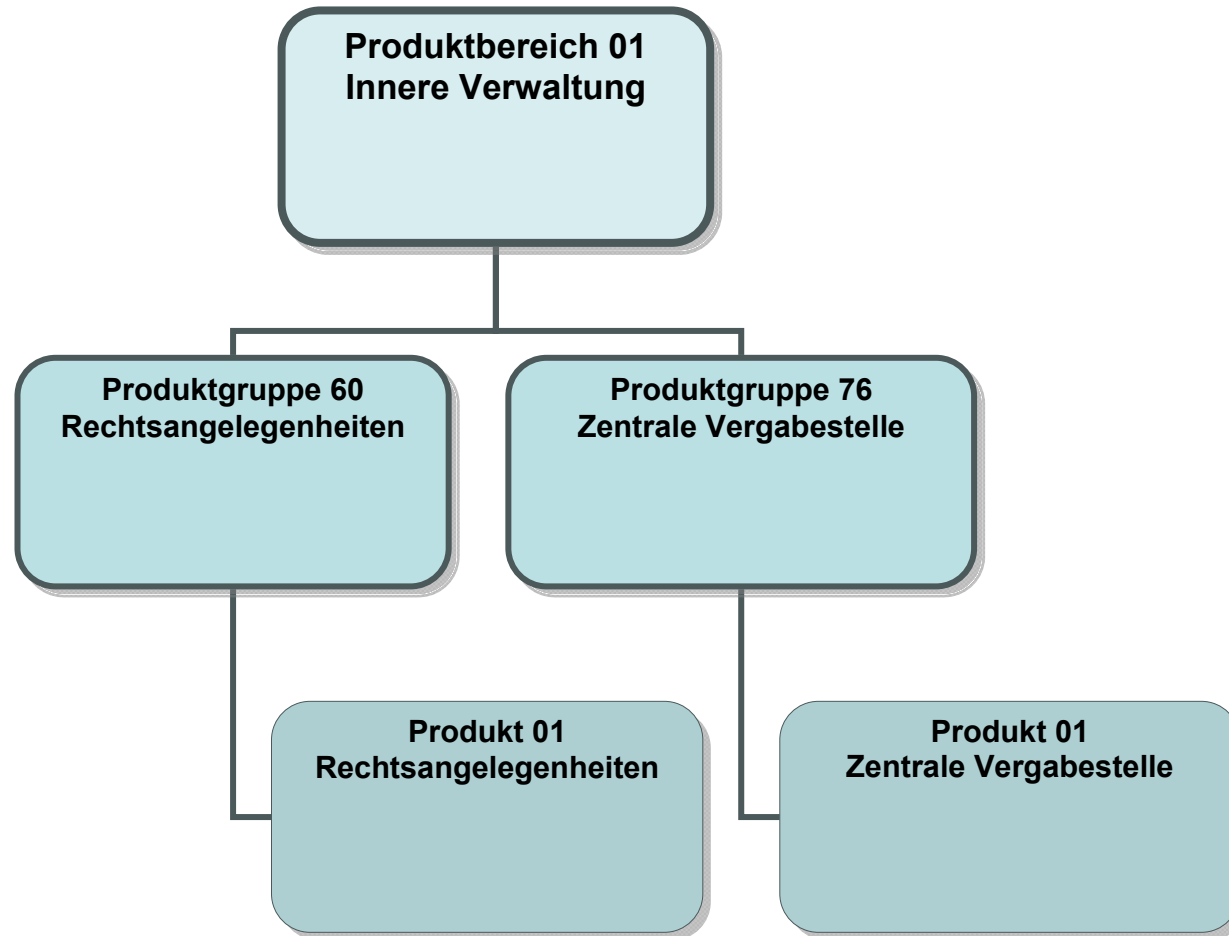 Produktbereich 01
Innere Verwaltung
Produktgruppe 60
Rechtsangelegenheiten
Produktgruppe 76
Zentrale Vergabestelle
Produkt 01
Rechtsangelegenheiten
Produkt 01
Zentrale Vergabestelle